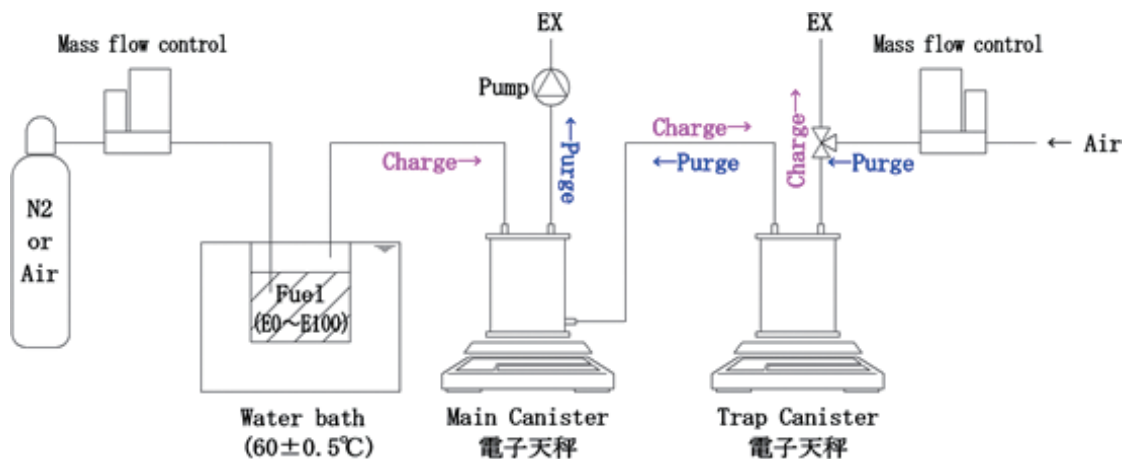 EX
EX
Mass flow control
Mass flow control
Pump
Charge→
Charge→
←Purge
Charge→
←Purge
←Purge
← Air
N2
or
Air
Fuel
(E0～E100)
Water bath
(60±0.5℃)
Main Canister
電子天秤
Trap Canister
電子天秤